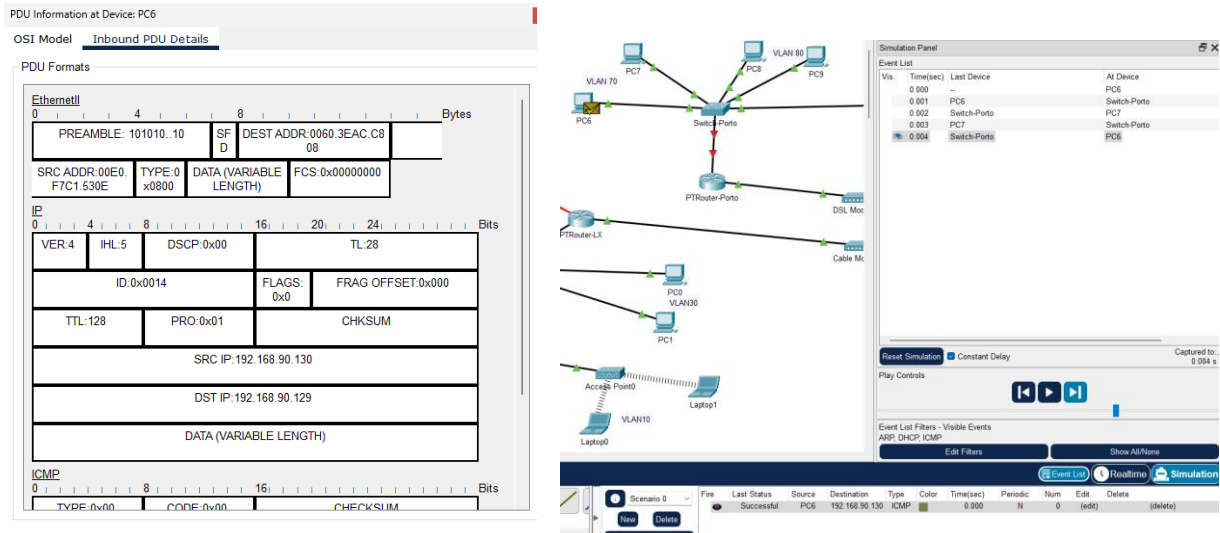 PDU Information at Device: PC6
OSI Model Inbound PDU Details
PDU Formats
EthernetII
0 4 8 Bytes
PREAMBLE: 101010..10
SF
D
DEST ADDR:0060.3EAC.C8
08
SRC ADDR:00E0.
F7C1.530E
TYPE:0
x0800
DATA (VARIABLE
LENGTH)
FCS:0x00000000
IP
0 4 8 16 20 24 Bits
VER:4 IHL:5 DSCP:0x00 TL:28
ID:0x0014
FLAGS:
0x0
FRAG OFFSET:0x000
TTL:128 PRO:0x01 CHKSUM
SRC IP:192.168.90.130
DST IP:192.168.90.129
DATA (VARIABLE LENGTH)
ICMP
0 8 16 Bits
TYPE:0x00 CODE:0x00 CHECKSUM
VLAN 80
PC7
PC8
PC9
VLAN 70
PC6
Switch-Porto
PTRouter-Porto
DSL Moc
PTRouter-LX
Cable Mc
PC0
VLAN30
PC1
Access Point0
Laptop1
VLAN10
Laptop0
Simulation Panel
Event List
Vis. Time(sec) Last Device At Device
0.000 -- PC6
0.001 PC6 Switch-Porto
0.002 Switch-Porto PC7
0.003 PC7 Switch-Porto
0.004 Switch-Porto PC6
Reset Simulation Constant Delay
Captured to:
0.004 s
Play Controls
Event List Filters - Visible Events
ARP, DHCP, ICMP
Edit Filters Show All/None
Event List Realtime Simulation
Scenario 0
New Delete
Fire Last Status Source Destination Type Color Time(sec) Periodic Num Edit Delete
Successful PC6 192.168.90.130 ICMP 0.000 N 0 (edit) (delete)